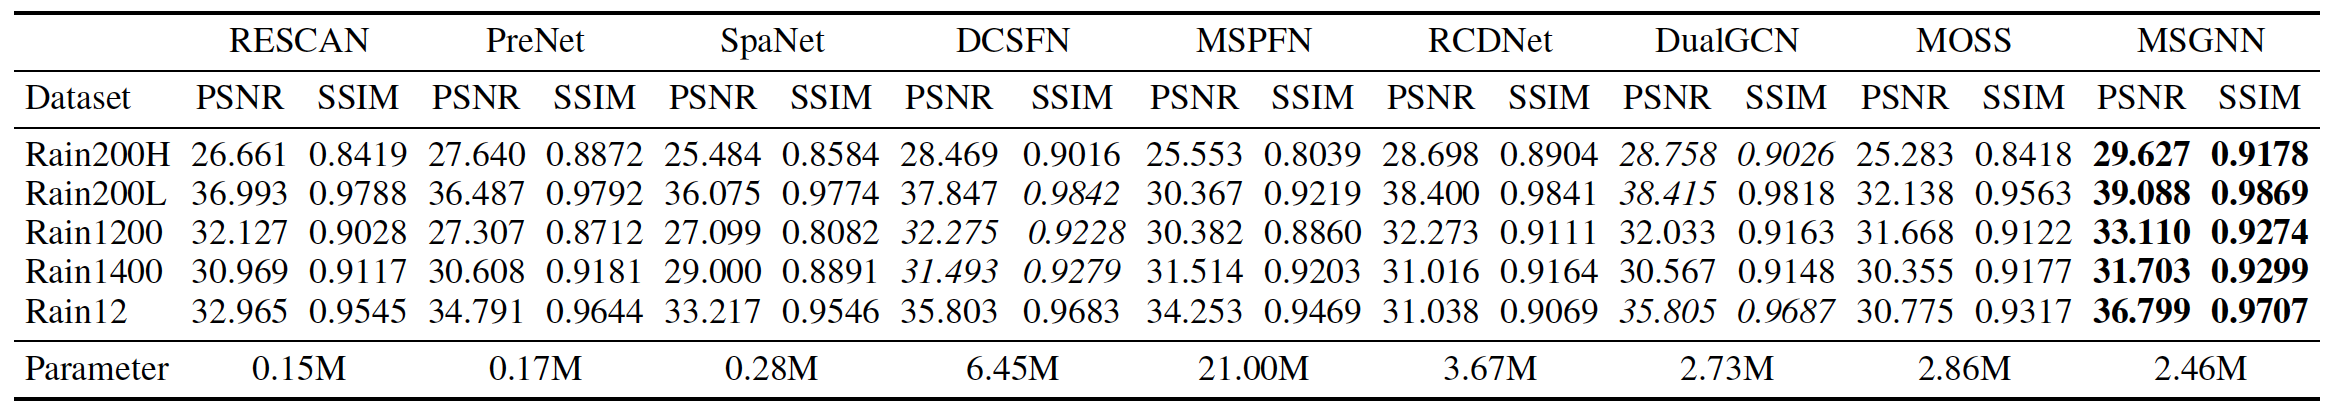 RESCAN PreNet SpaNet DCSFN MSPFN RCDNet DualGCN MOSS MSGNN
Dataset PSNR SSIM PSNR SSIM PSNR SSIM PSNR SSIM PSNR SSIM PSNR SSIM PSNR SSIM PSNR SSIM PSNR SSIM
Rain200H 26.661 0.8419 27.640 0.8872 25.484 0.8584 28.469 0.9016 25.553 0.8039 28.698 0.8904 28.758 0.9026 25.283 0.8418 29.627 0.9178
Rain200L 36.993 0.9788 36.487 0.9792 36.075 0.9774 37.847 0.9842 30.367 0.9219 38.400 0.9841 38.415 0.9818 32.138 0.9563 39.088 0.9869
Rain1200 32.127 0.9028 27.307 0.8712 27.099 0.8082 32.275 0.9228 30.382 0.8860 32.273 0.9111 32.033 0.9163 31.668 0.9122 33.110 0.9274
Rain1400 30.969 0.9117 30.608 0.9181 29.000 0.8891 31.493 0.9279 31.514 0.9203 31.016 0.9164 30.567 0.9148 30.355 0.9177 31.703 0.9299
Rain12 32.965 0.9545 34.791 0.9644 33.217 0.9546 35.803 0.9683 34.253 0.9469 31.038 0.9069 35.805 0.9687 30.775 0.9317 36.799 0.9707
Parameter 0.15M 0.17M 0.28M 6.45M 21.00M 3.67M 2.73M 2.86M 2.46M